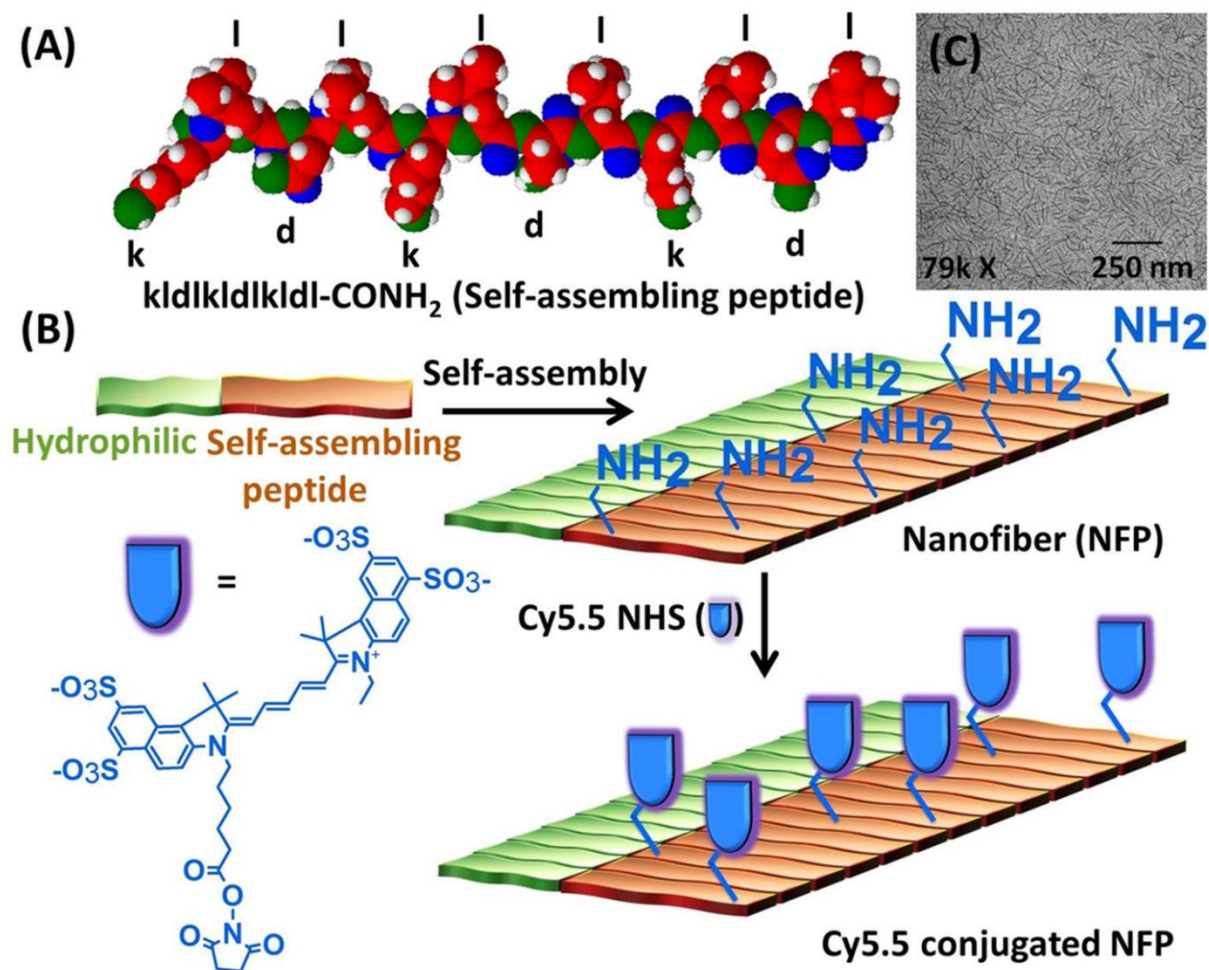 (A)
l l l l l l
k d k d k d
kldlkldlkldl-CONH₂ (Self-assembling peptide)
(C)
79k X 250 nm
(B)
Hydrophilic Self-assembling
peptide
Self-assembly
NH2
NH2
NH2
NH2
NH2
NH2
NH2
Nanofiber (NFP)
Cy5.5 NHS ( )
=
-O3S
SO3-
N+
-O3S
-O3S
N
O
O
N
O O
Cy5.5 conjugated NFP